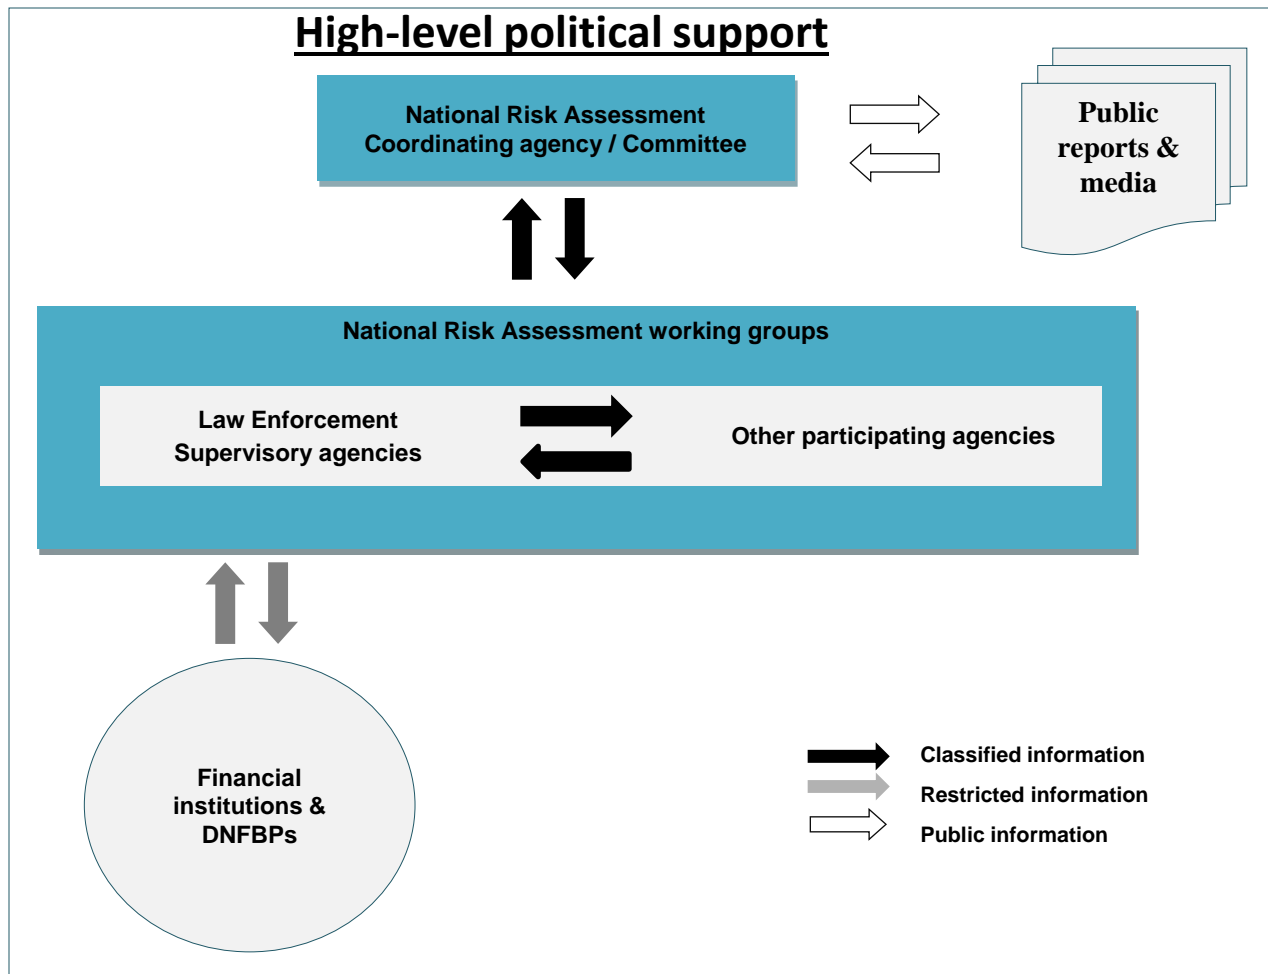 High-level political support
National Risk Assessment
Coordinating agency / Committee
Public
reports &
media
National Risk Assessment working groups
Law Enforcement
Supervisory agencies
Other participating agencies
Financial
institutions &
DNFBPs
Classified information
Restricted information
Public information